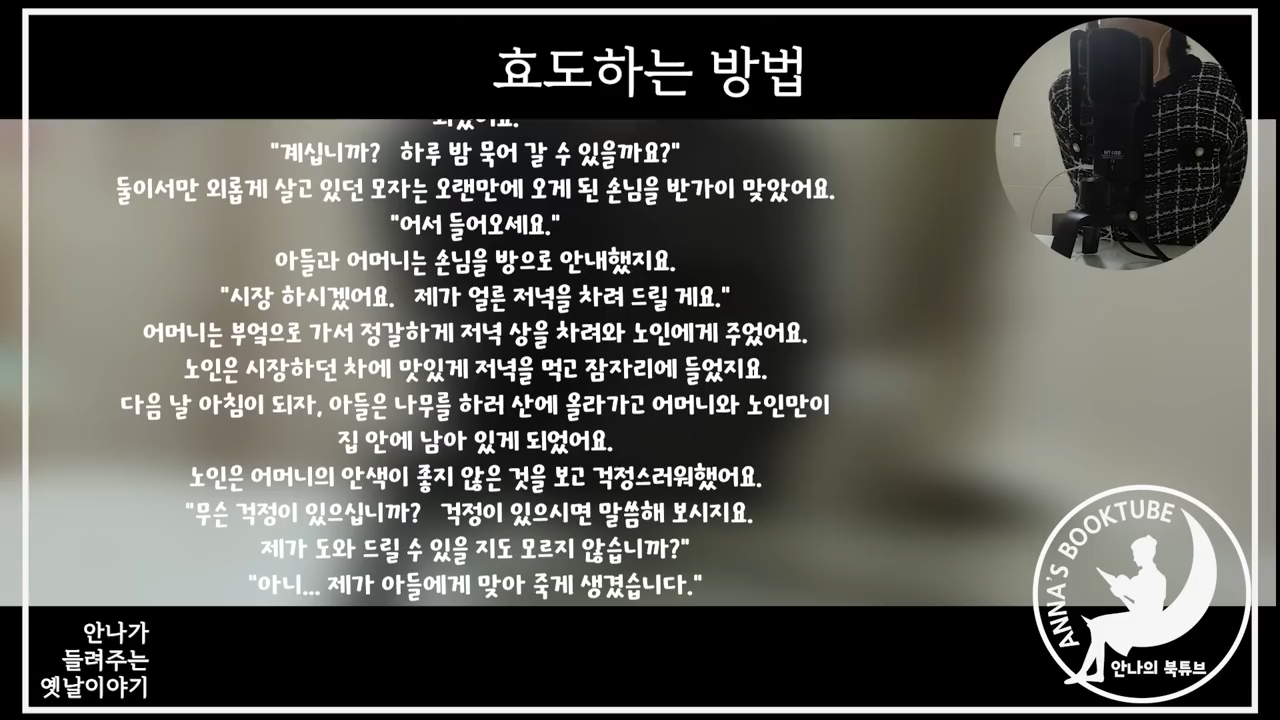 효도하는 방법
되었어요.
"계십니까? 하루 밤 묵어 갈 수 있을까요?"
둘이서만 외롭게 살고 있던 모자는 오랜만에 오게 된 손님을 반가이 맞았어요.
"어서 들어오세요."
아들과 어머니는 손님을 방으로 안내했지요.
"시장 하시겠어요. 제가 얼른 저녁을 차려 드릴 게요."
어머니는 부엌으로 가서 정갈하게 저녁 상을 차려와 노인에게 주었어요.
노인은 시장하던 차에 맛있게 저녁을 먹고 잠자리에 들었지요.
다음 날 아침이 되자, 아들은 나무를 하러 산에 올라가고 어머니와 노인만이
집 안에 남아 있게 되었어요.
노인은 어머니의 안색이 좋지 않은 것을 보고 걱정스러워했어요.
"무슨 걱정이 있으십니까? 걱정이 있으시면 말씀해 보시지요.
제가 도와 드릴 수 있을 지도 모르지 않습니까?"
"아니... 제가 아들에게 맞아 죽게 생겼습니다."
안나가
들려주는
옛날이야기
ANNA'S BOOKTUBE
안나의 북튜브